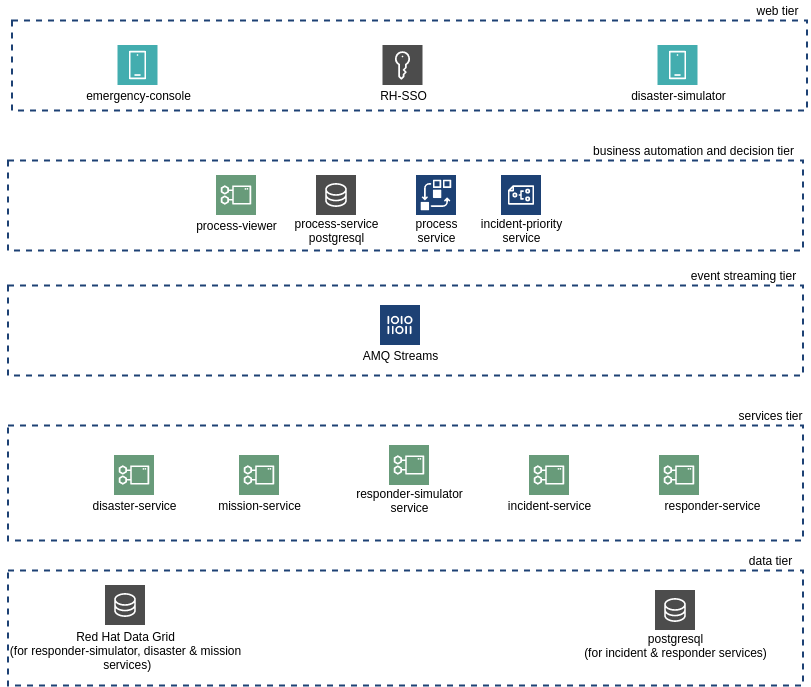 web tier
emergency-console
RH-SSO
disaster-simulator
business automation and decision tier
process-viewer
process-service
postgresql
process
service
incident-priority
service
event streaming tier
AMQ Streams
services tier
disaster-service
mission-service
responder-simulator
service
incident-service
responder-service
data tier
Red Hat Data Grid
(for responder-simulator, disaster & mission
services)
postgresql
(for incident & responder services)